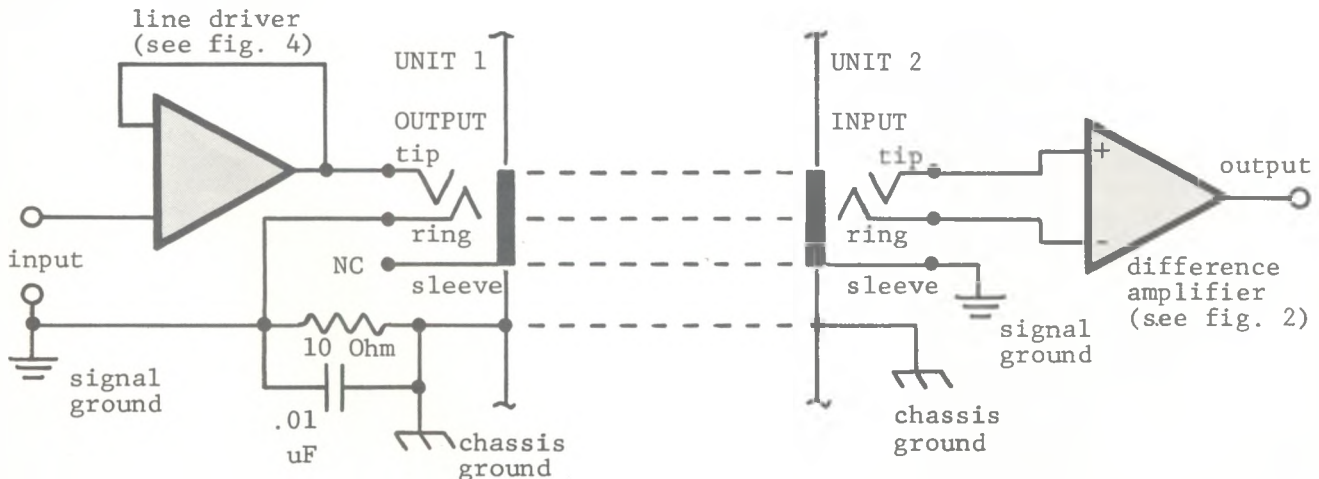 line driver
(see fig. 4)
UNIT 1
OUTPUT
tip
ring
NC
sleeve
input
10 Ohm
signal
ground
.01
uF
chassis
ground
UNIT 2
INPUT
tip
ring
sleeve
+
-
output
difference
amplifier
(see fig. 2)
signal
ground
chassis
ground